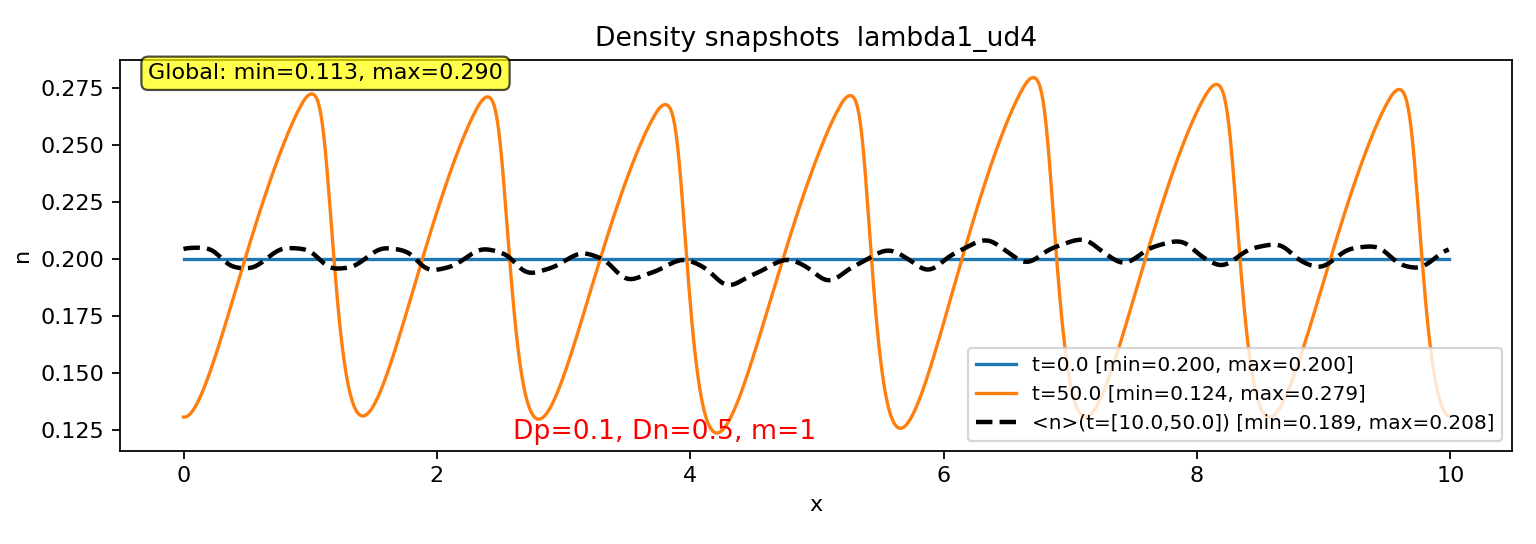 Density snapshots  lambda1_ud4
Global: min=0.113, max=0.290
0.275
0.250
0.225
0.200
0.175
0.150
0.125
n
t=0.0 [min=0.200, max=0.200]
t=50.0 [min=0.124, max=0.279]
<n>(t=[10.0,50.0]) [min=0.189, max=0.208]
Dp=0.1, Dn=0.5, m=1
0 2 4 6 8 10
x